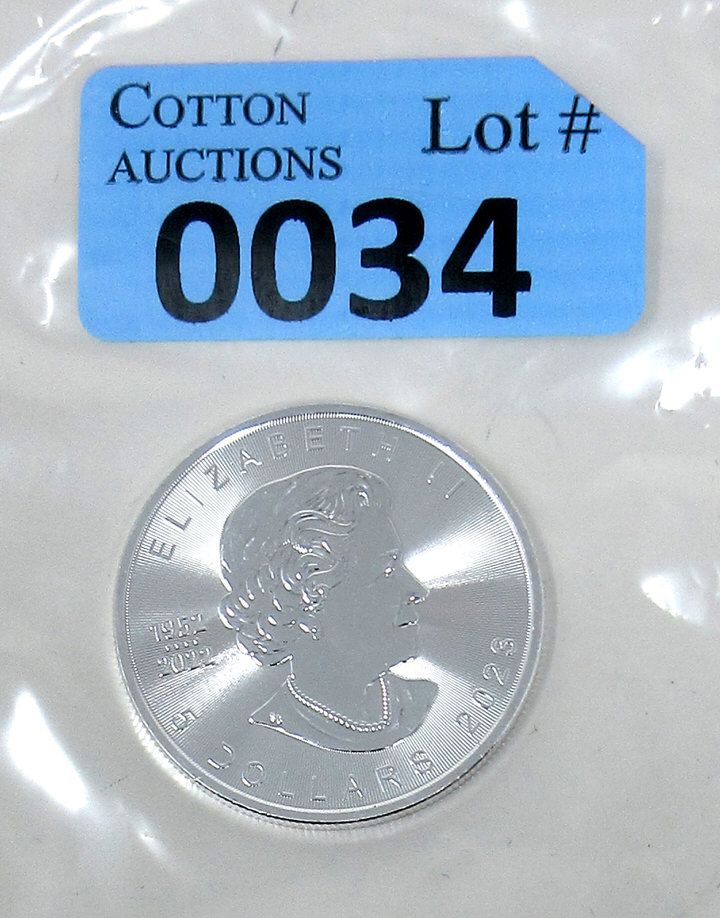 COTTON
AUCTIONS
Lot #
0034
ELIZABETH II
1952
2022
5 DOLLARS 2023